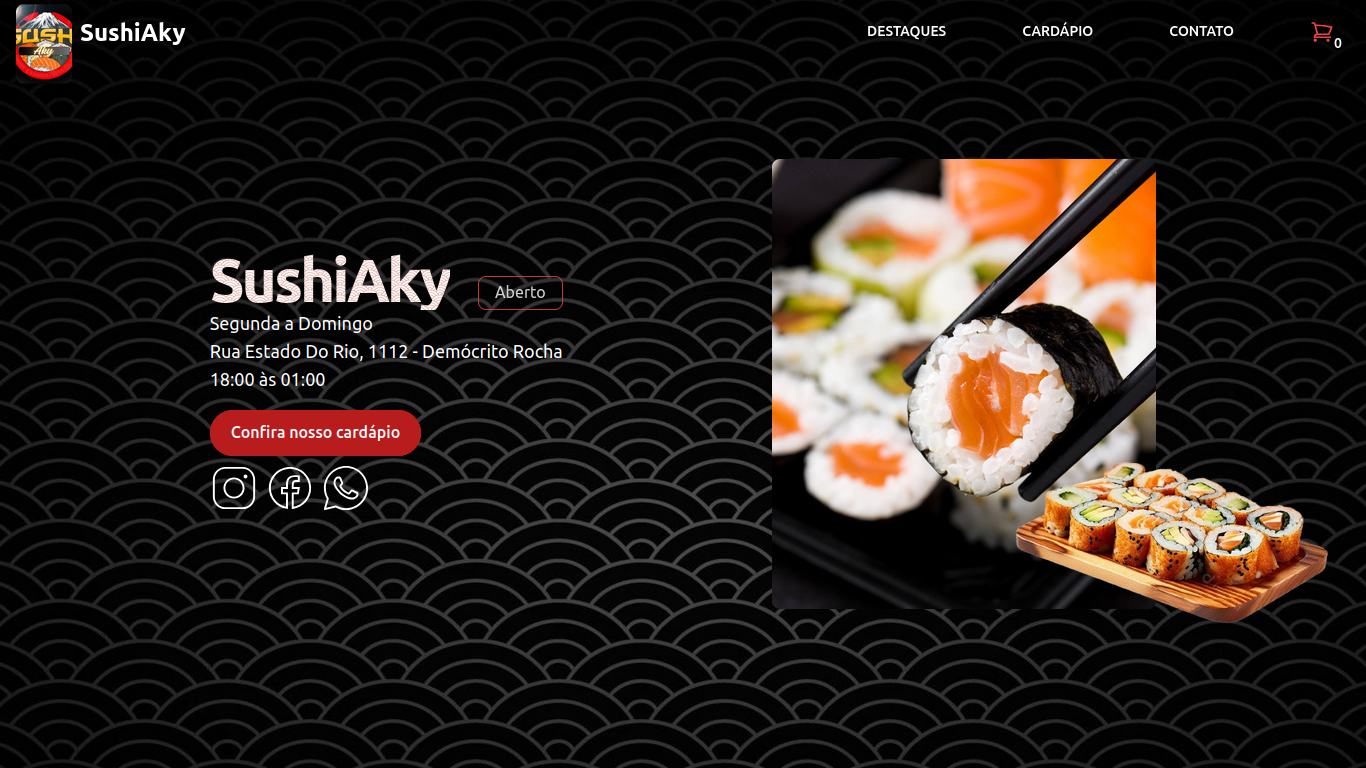 SUSHI
Aky
SushiAky
DESTAQUES
CARDÁPIO
CONTATO
0
SushiAky
Aberto
Segunda a Domingo
Rua Estado Do Rio, 1112 - Demócrito Rocha
18:00 às 01:00
Confira nosso cardápio